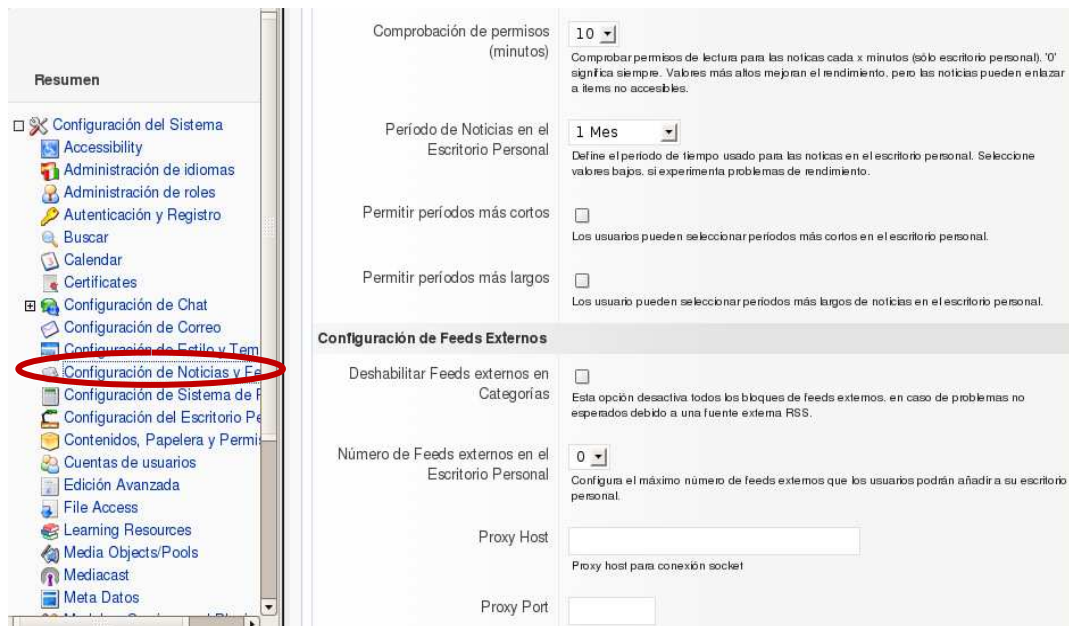 Resumen
Configuración del Sistema
Accessibility
Administración de idiomas
Administración de roles
Autenticación y Registro
Buscar
Calendar
Certificates
Configuración de Chat
Configuración de Correo
Configuración de Estilo y Tem
Configuración de Noticias y Fe
Configuración de Sistema de
Configuración del Escritorio Pe
Contenidos, Papelera y Permi
Cuentas de usuarios
Edición Avanzada
File Access
Learning Resources
Media Objects/Pools
Mediacast
Meta Datos
Comprobación de permisos
(minutos)
10
Comprobar permisos de lectura para las noticas cada x minutos (sólo escritorio personal). '0'
significa siempre. Valores más altos mejoran el rendimiento, pero las noticias pueden enlazar
a items no accesibles.
Período de Noticias en el
Escritorio Personal
1 Mes
Define el periodo de tiempo usado para las noticas en el escritorio personal. Seleccione
valores bajos, si experimenta problemas de rendimiento.
Permitir períodos más cortos
Los usuarios pueden seleccionar periodos más cortos en el escritorio personal.
Permitir períodos más largos
Los usuario pueden seleccionar periodos más largos de noticias en el escritorio personal.
Configuración de Feeds Externos
Deshabilitar Feeds externos en
Categorías
Esta opción desactiva todos los bloques de feeds externos, en caso de problemas no
esperados debido a una fuente externa RSS.
Número de Feeds externos en el
Escritorio Personal
0
Configura el máximo número de feeds externos que los usuarios podrán añadir a su escritorio
personal.
Proxy Host
Proxy host para conexión socket
Proxy Port